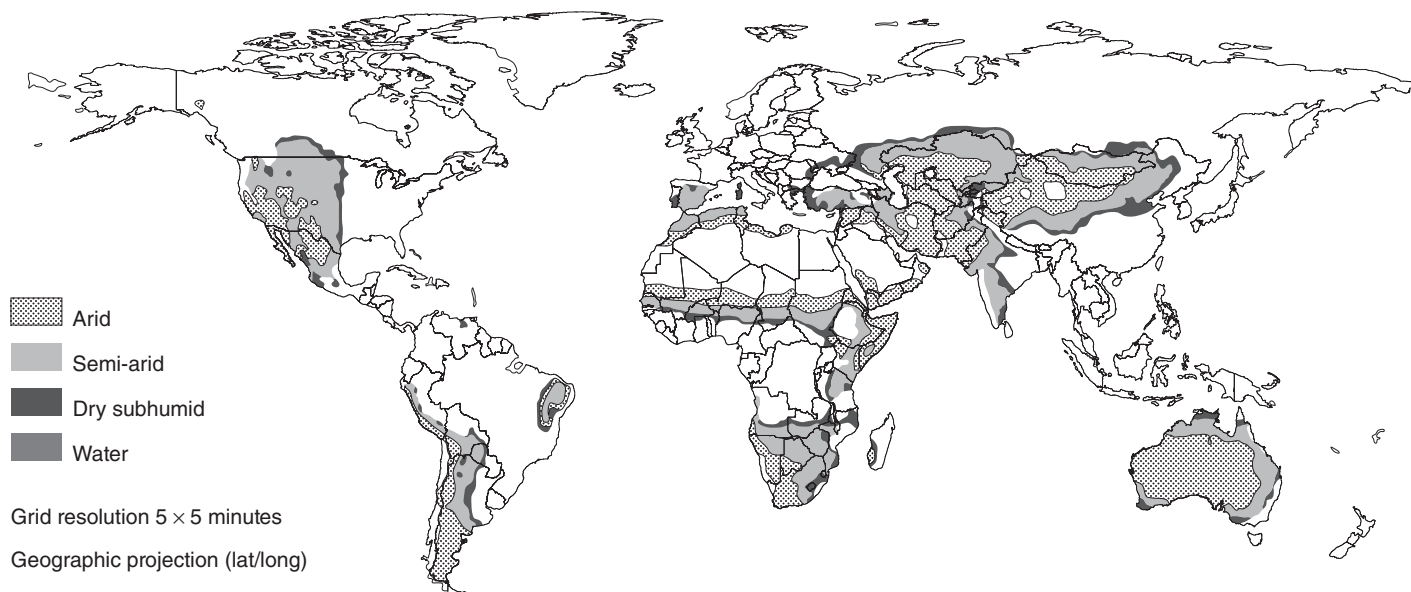 Arid
Semi-arid
Dry subhumid
Water
Grid resolution 5 × 5 minutes
Geographic projection (lat/long)